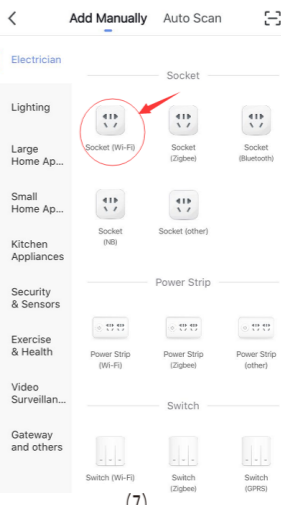 Add Manually Auto Scan
Electrician
Lighting
Large
Home Ap...
Small
Home Ap...
Kitchen
Appliances
Security
& Sensors
Exercise
& Health
Video
Surveillan...
Gateway
and others
Socket
Socket (Wi-Fi)
Socket
(Zigbee)
Socket
(Bluetooth)
Socket
(NB)
Socket (other)
Power Strip
Power Strip
(Wi-Fi)
Power Strip
(Zigbee)
Power Strip
(other)
Switch
Switch (Wi-Fi)
Switch
(Zigbee)
Switch
(GPRS)
(7)